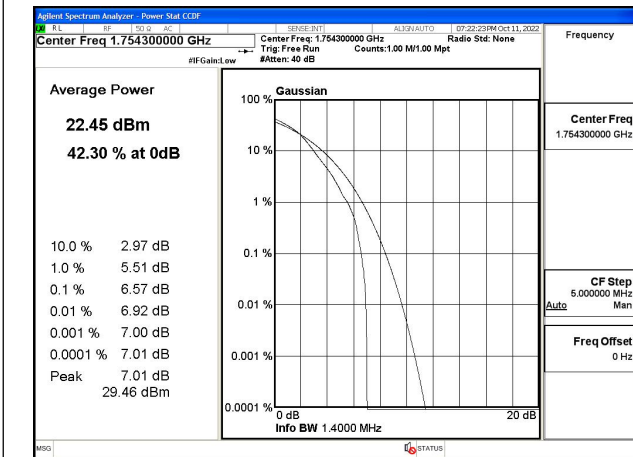 Agilent Spectrum Analyzer - Power Stat CCDF
RL RF 50 Ω AC SENSE:INT ALIGN AUTO 07:22:23 PM Oct 11, 2022
Center Freq 1.754300000 GHz
Center Freq: 1.754300000 GHz Radio Std: None
Trig: Free Run Counts:1.00 M/1.00 Mpt
#IFGain:Low #Atten: 40 dB
Frequency
Average Power
22.45 dBm
42.30 % at 0dB
10.0 % 2.97 dB
1.0 % 5.51 dB
0.1 % 6.57 dB
0.01 % 6.92 dB
0.001 % 7.00 dB
0.0001 % 7.01 dB
Peak 7.01 dB
29.46 dBm
Gaussian
100 %
10 %
1 %
0.1 %
0.01 %
0.001 %
0.0001 %
0 dB 20 dB
Info BW 1.4000 MHz
Center Freq
1.754300000 GHz
CF Step
5.000000 MHz
Auto Man
Freq Offset
0 Hz
MSG STATUS